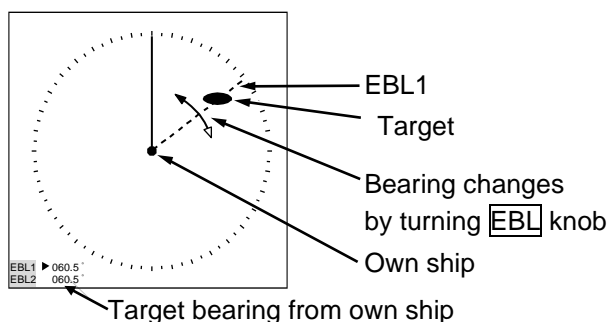 EBL1
Target
Bearing changes
by turning EBL knob
Own ship
EBL1 ▶ 060.5 °
EBL2 060.5 °
Target bearing from own ship